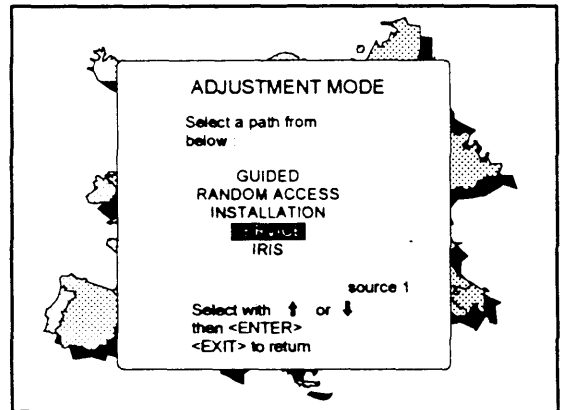 ADJUSTMENT MODE
Select a path from
below :
GUIDED
RANDOM ACCESS
INSTALLATION
IRIS
source 1
Select with ⬆ or ⬇
then <ENTER>
<EXIT> to return